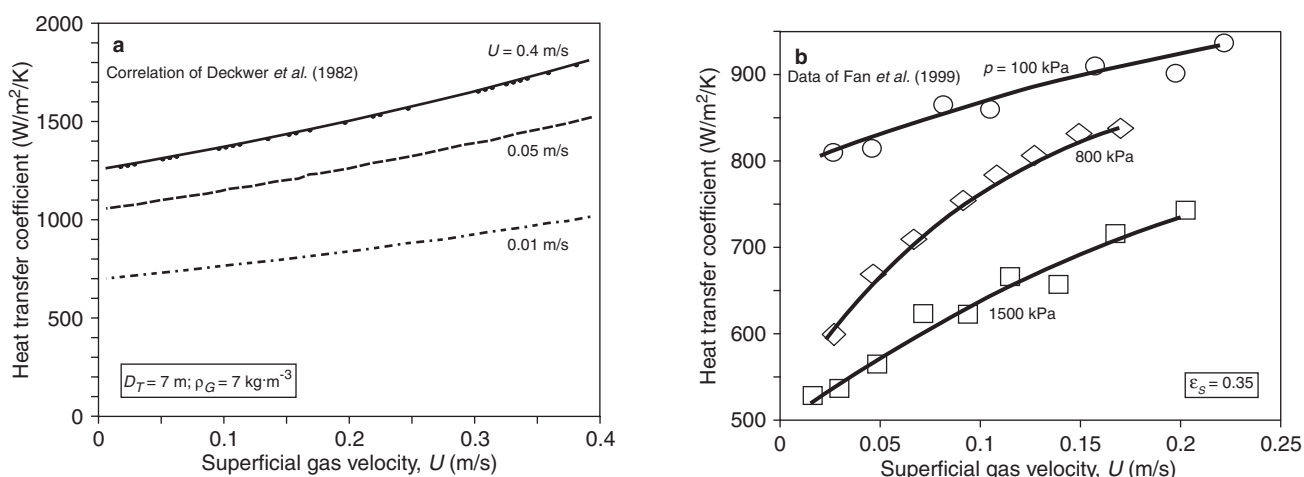 a
Correlation of Deckwer et al. (1982)
U = 0.4 m/s
0.05 m/s
0.01 m/s
D_T = 7 m; ρ_G = 7 kg·m⁻³
Heat transfer coefficient (W/m²/K)
2000
1500
1000
500
0
0
0.1
0.2
0.3
0.4
Superficial gas velocity, U (m/s)
b
Data of Fan et al. (1999)
p = 100 kPa
800 kPa
1500 kPa
ε_S = 0.35
Heat transfer coefficient (W/m²/K)
900
800
700
600
500
0
0.05
0.1
0.15
0.2
0.25
Superficial gas velocity, U (m/s)